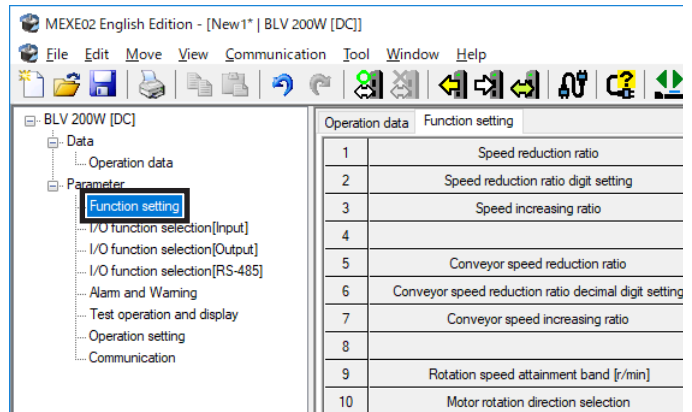 MEXE02 English Edition - [New1* | BLV 200W [DC]]
File Edit Move View Communication Tool Window Help
BLV 200W [DC]
Data
Operation data
Parameter
Function setting
I/O function selection[Input]
I/O function selection[Output]
I/O function selection[RS-485]
Alarm and Warning
Test operation and display
Operation setting
Communication
Operation data Function setting
1 Speed reduction ratio
2 Speed reduction ratio digit setting
3 Speed increasing ratio
4
5 Conveyor speed reduction ratio
6 Conveyor speed reduction ratio decimal digit setting
7 Conveyor speed increasing ratio
8
9 Rotation speed attainment band [r/min]
10 Motor rotation direction selection